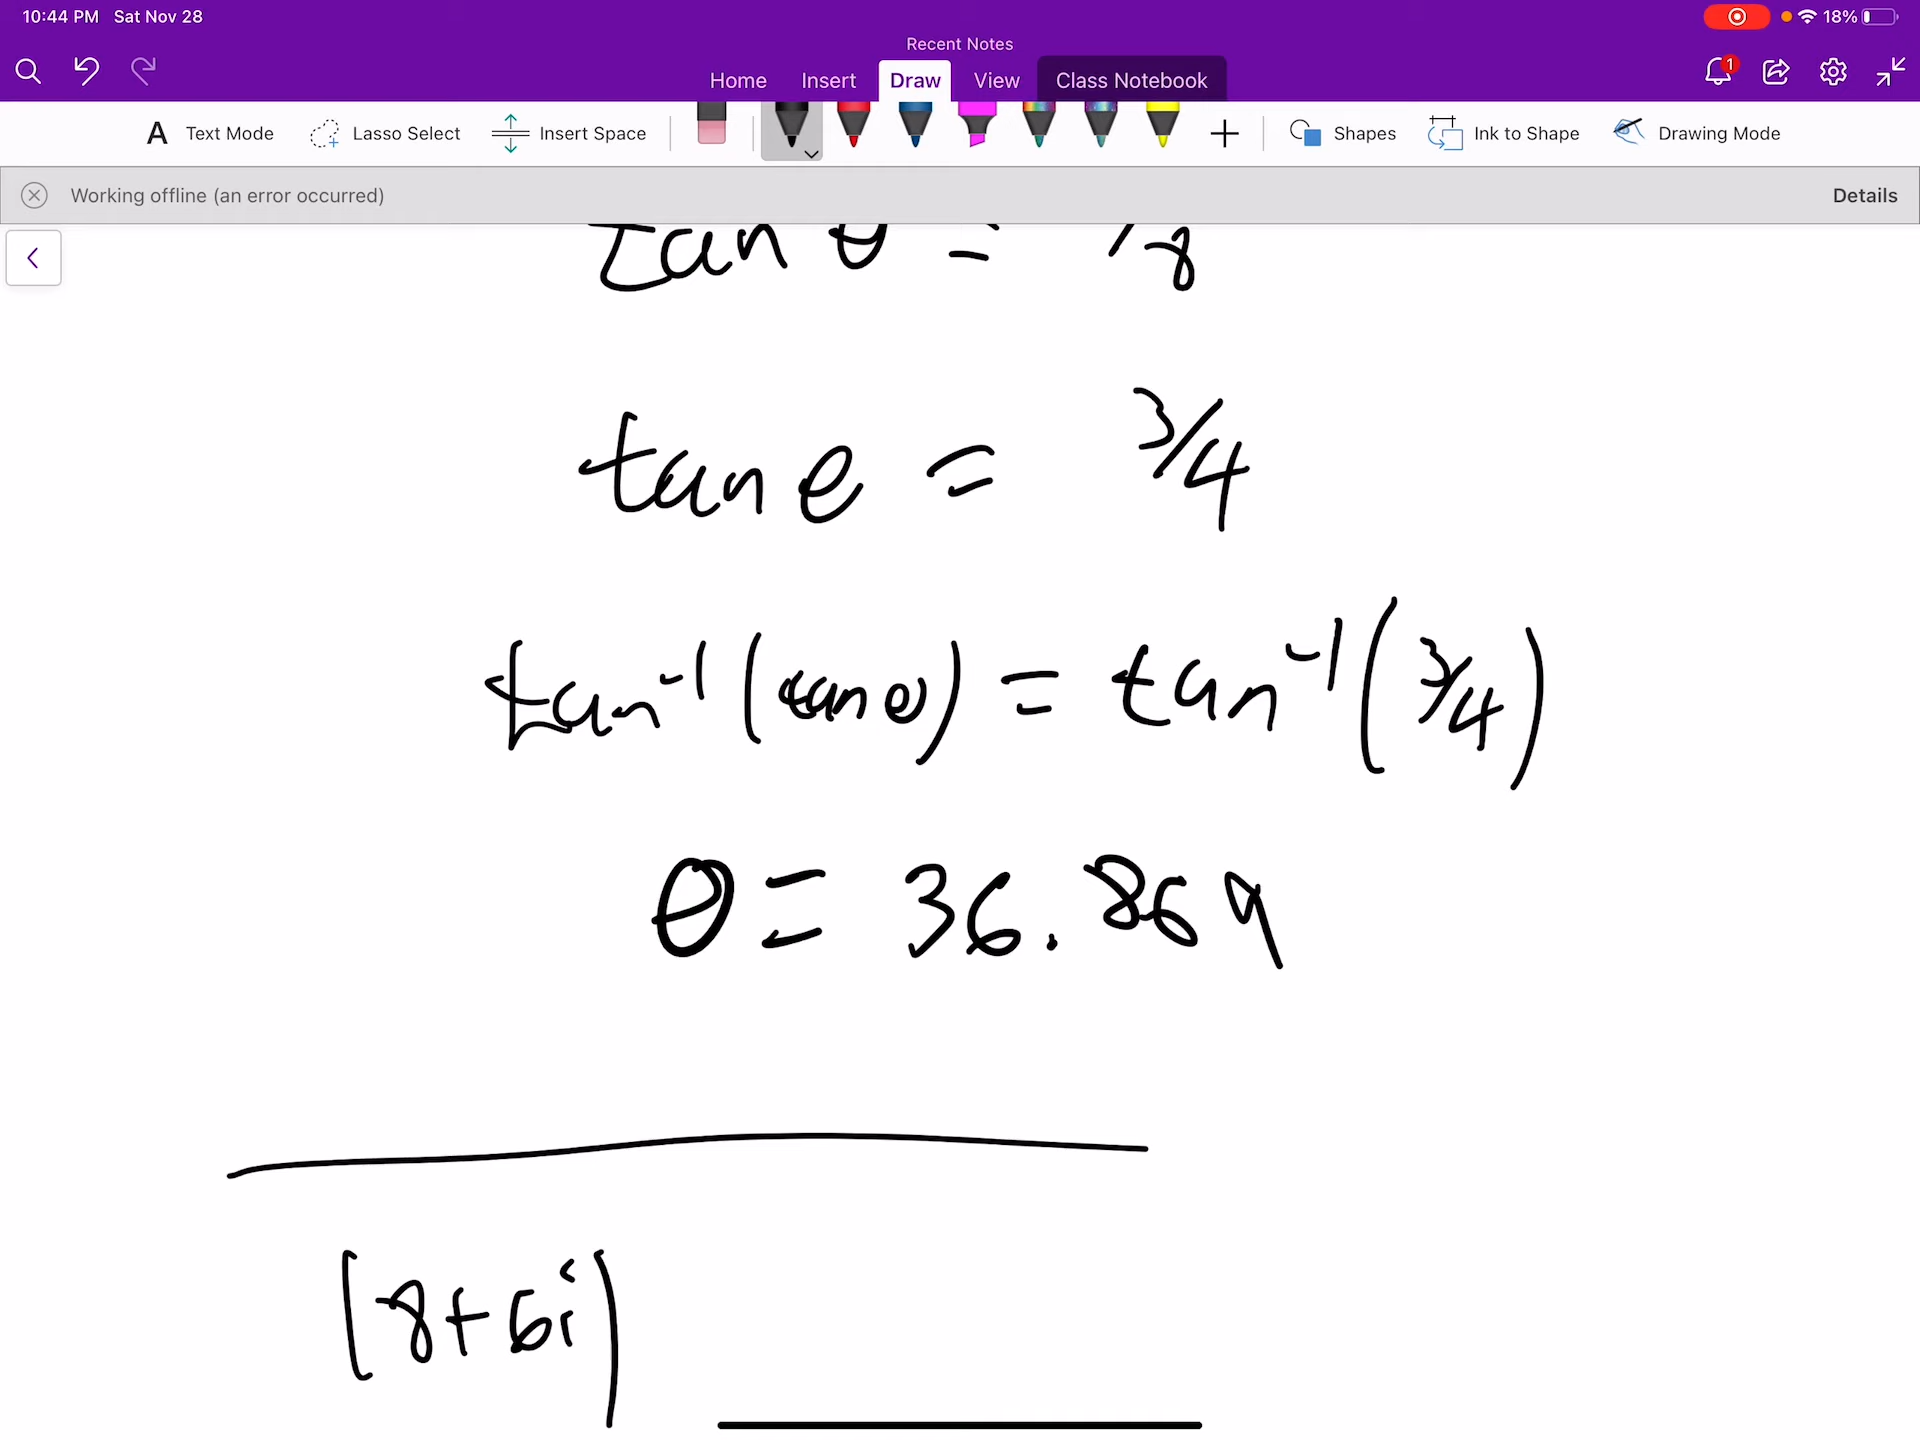 10:44 PM Sat Nov 28
18%
Recent Notes
Home Insert Draw View Class Notebook
1
A Text Mode Lasso Select Insert Space Shapes Ink to Shape Drawing Mode
Working offline (an error occurred) Details
tan θ = /8
tan θ = 3/4
tan⁻¹(tan θ) = tan⁻¹(3/4)
θ = 36.869
(8+6i)